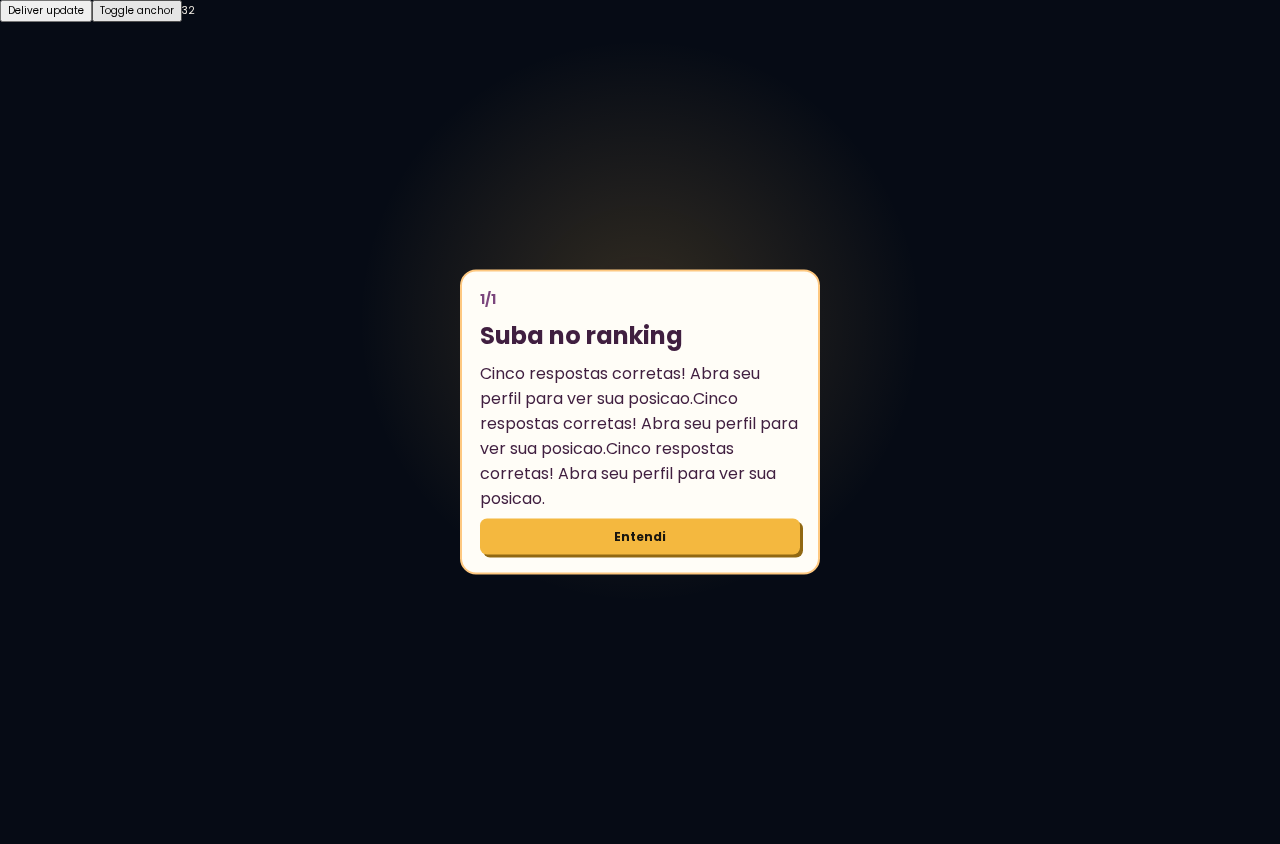 Deliver update Toggle anchor 32
1/1
Suba no ranking
Cinco respostas corretas! Abra seu
perfil para ver sua posicao.Cinco
respostas corretas! Abra seu perfil para
ver sua posicao.Cinco respostas
corretas! Abra seu perfil para ver sua
posicao.
Entendi